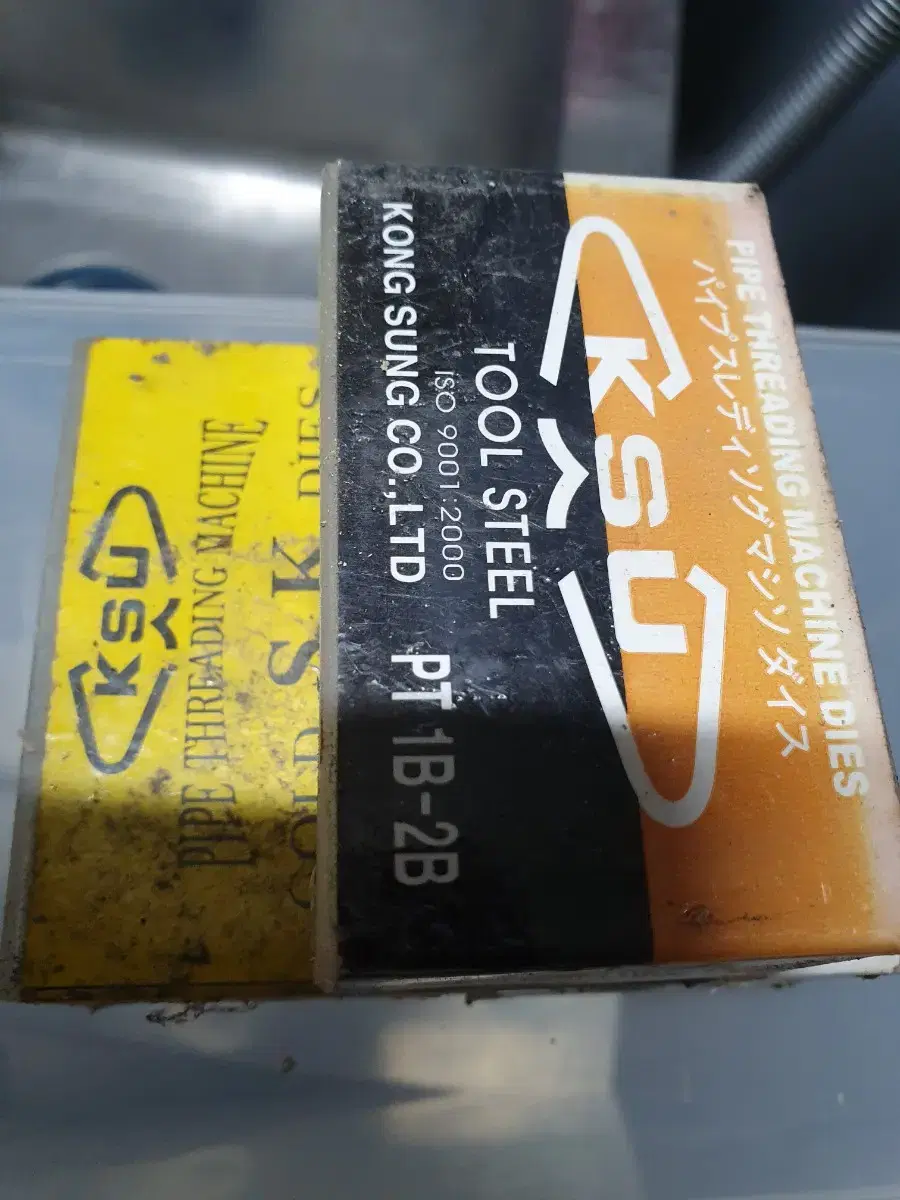 PIPE THREADING MACHINE DIES
パイプスレディングマシン ダイス
KSU
TOOL STEEL
ISO 9001:2000
KONG SUNG CO.,LTD PT 1B-2B
KSU
PIPE THREADING MACHINE
S.K DIES